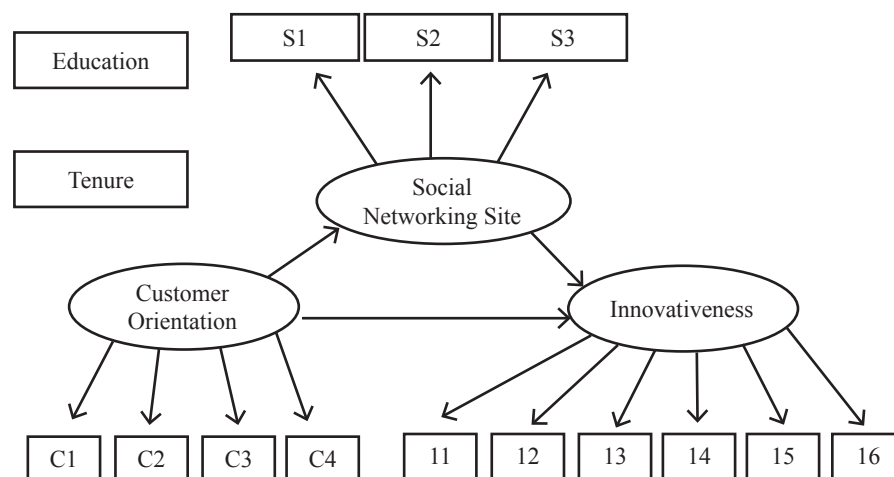 S1
S2
S3
Education
Tenure
Social
Networking Site
Customer
Orientation
Innovativeness
C1
C2
C3
C4
11
12
13
14
15
16